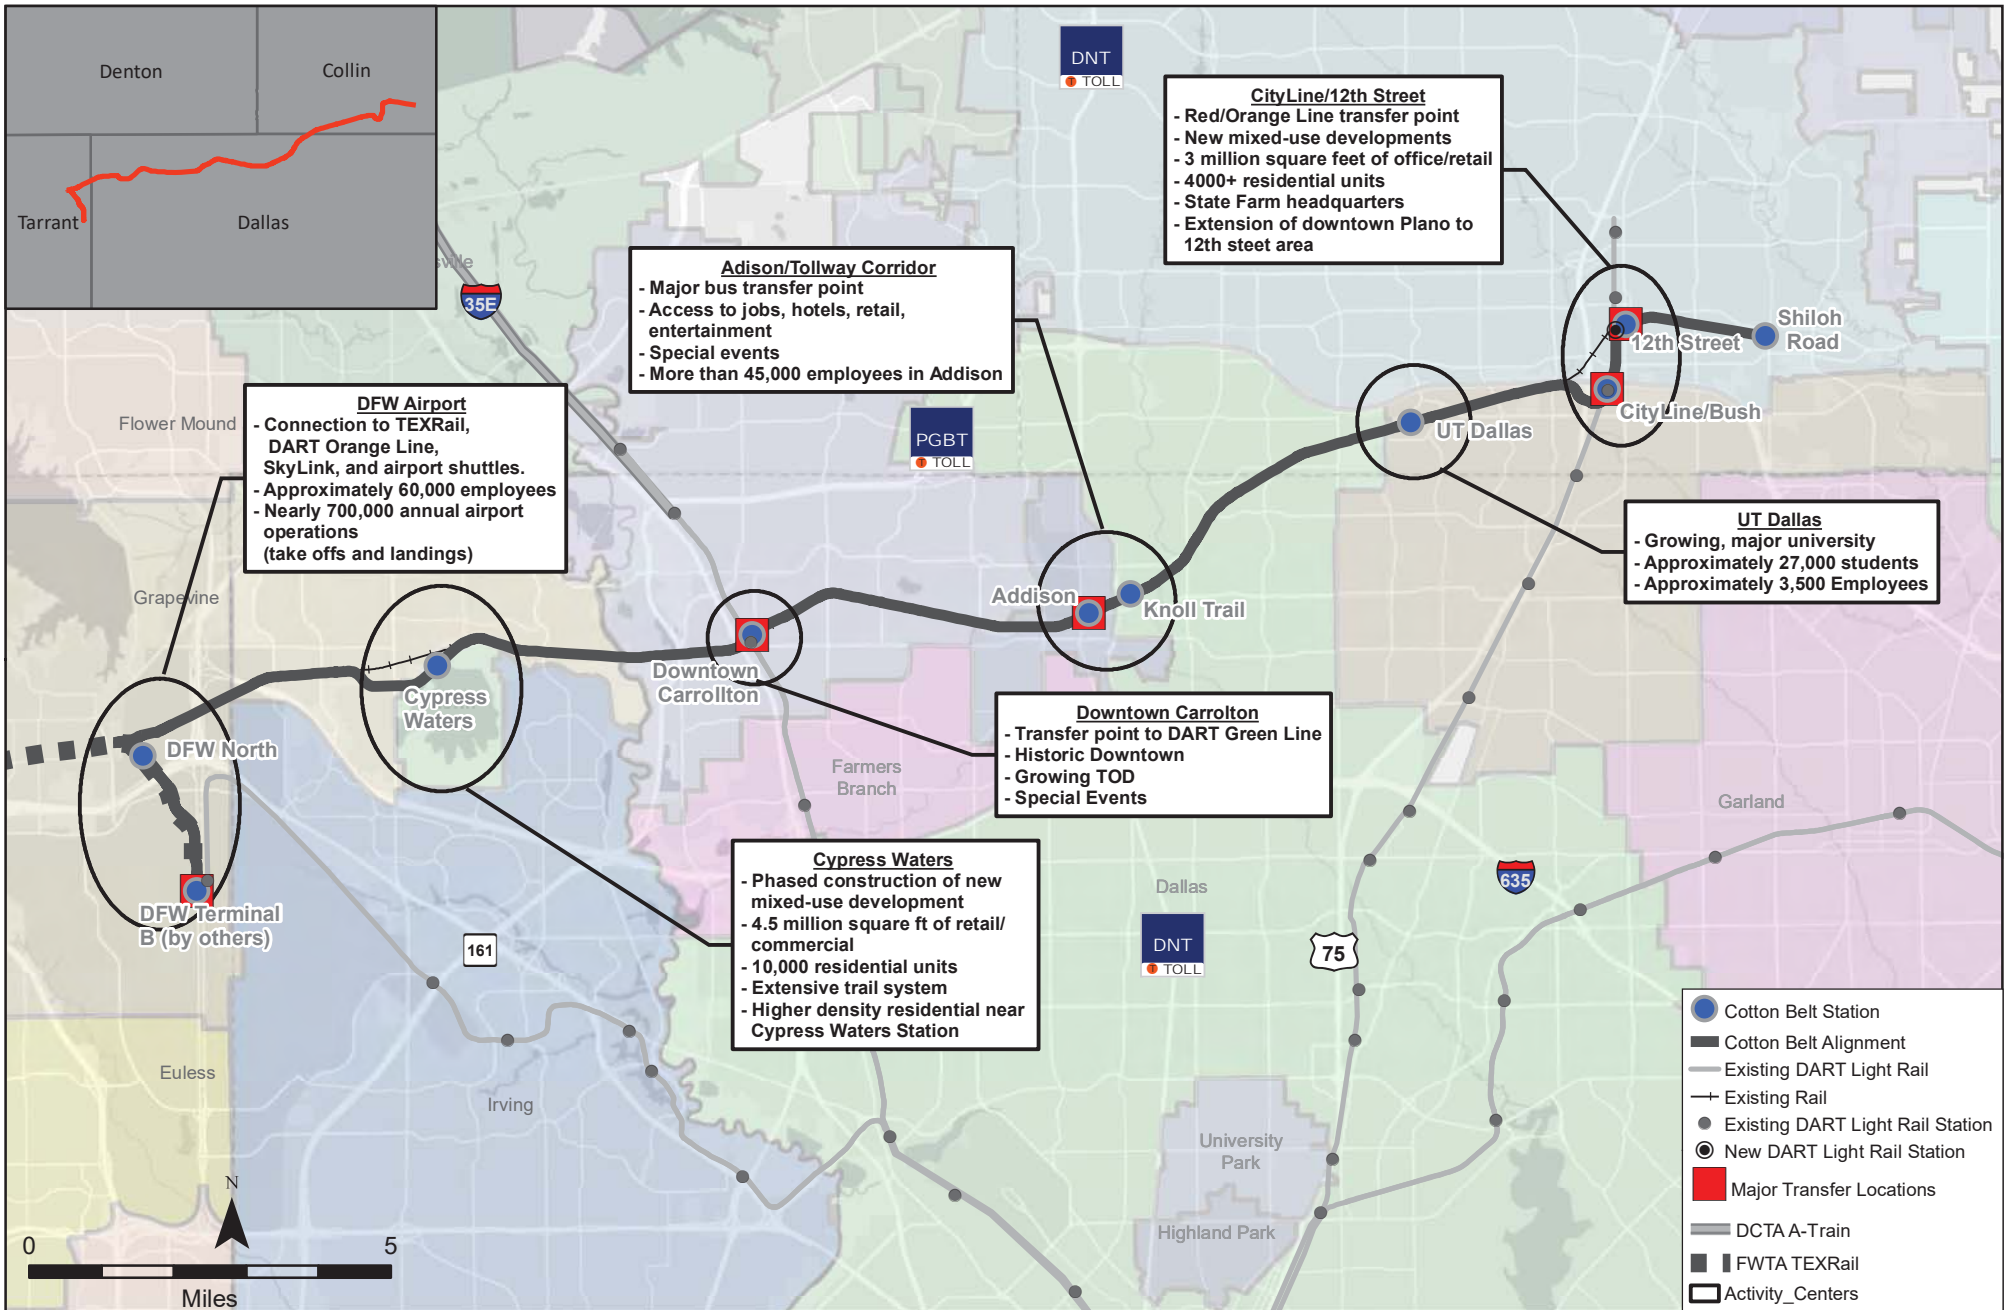 Denton
Collin
Tarrant
Dallas
sville
35E
DNT
TOLL
CityLine/12th Street
- Red/Orange Line transfer point
- New mixed-use developments
- 3 million square feet of office/retail
- 4000+ residential units
- State Farm headquarters
- Extension of downtown Plano to
12th steet area
Adison/Tollway Corridor
- Major bus transfer point
- Access to jobs, hotels, retail,
entertainment
- Special events
- More than 45,000 employees in Addison
Shiloh
Road
12th Street
CityLine/Bush
UT Dallas
Flower Mound
DFW Airport
- Connection to TEXRail,
DART Orange Line,
SkyLink, and airport shuttles.
- Approximately 60,000 employees
- Nearly 700,000 annual airport
operations
(take offs and landings)
PGBT
TOLL
UT Dallas
- Growing, major university
- Approximately 27,000 students
- Approximately 3,500 Employees
Grapevine
Addison
Knoll Trail
Downtown
Carrollton
Cypress
Waters
DFW North
Downtown Carrolton
- Transfer point to DART Green Line
- Historic Downtown
- Growing TOD
- Special Events
Farmers
Branch
Garland
DFW Terminal
B (by others)
161
Cypress Waters
- Phased construction of new
mixed-use development
- 4.5 million square ft of retail/
commercial
- 10,000 residential units
- Extensive trail system
- Higher density residential near
Cypress Waters Station
Dallas
635
DNT
TOLL
75
Euless
Irving
University
Park
Highland Park
N
0
5
Miles
Cotton Belt Station
Cotton Belt Alignment
Existing DART Light Rail
Existing Rail
Existing DART Light Rail Station
New DART Light Rail Station
Major Transfer Locations
DCTA A-Train
FWTA TEXRail
Activity_Centers